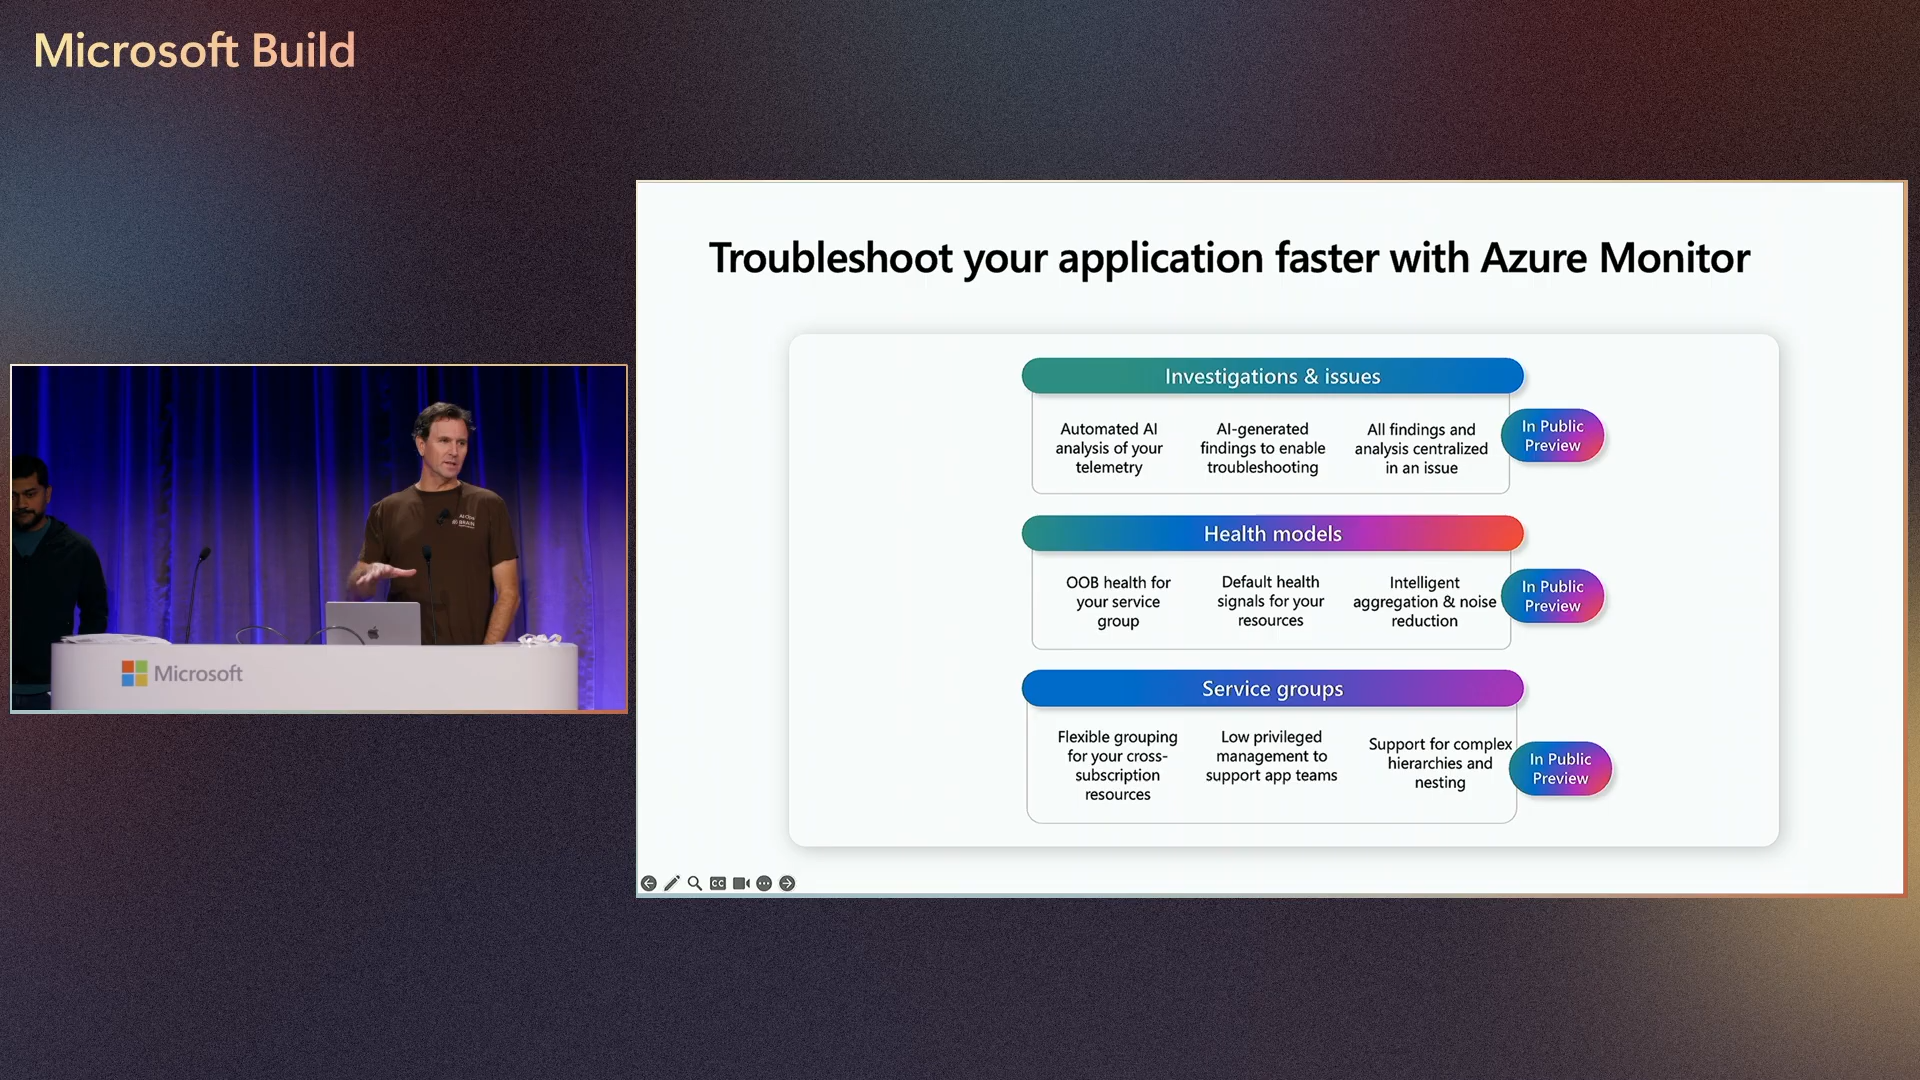 Microsoft Build
Troubleshoot your application faster with Azure Monitor
Investigations & issues
Automated AI
analysis of your
telemetry
AI-generated
findings to enable
troubleshooting
All findings and
analysis centralized
in an issue
In Public
Preview
Health models
OOB health for
your service
group
Default health
signals for your
resources
Intelligent
aggregation & noise
reduction
In Public
Preview
Service groups
Flexible grouping
for your cross-
subscription
resources
Low privileged
management to
support app teams
Support for complex
hierarchies and
nesting
In Public
Preview
CC
Microsoft
BRAIN